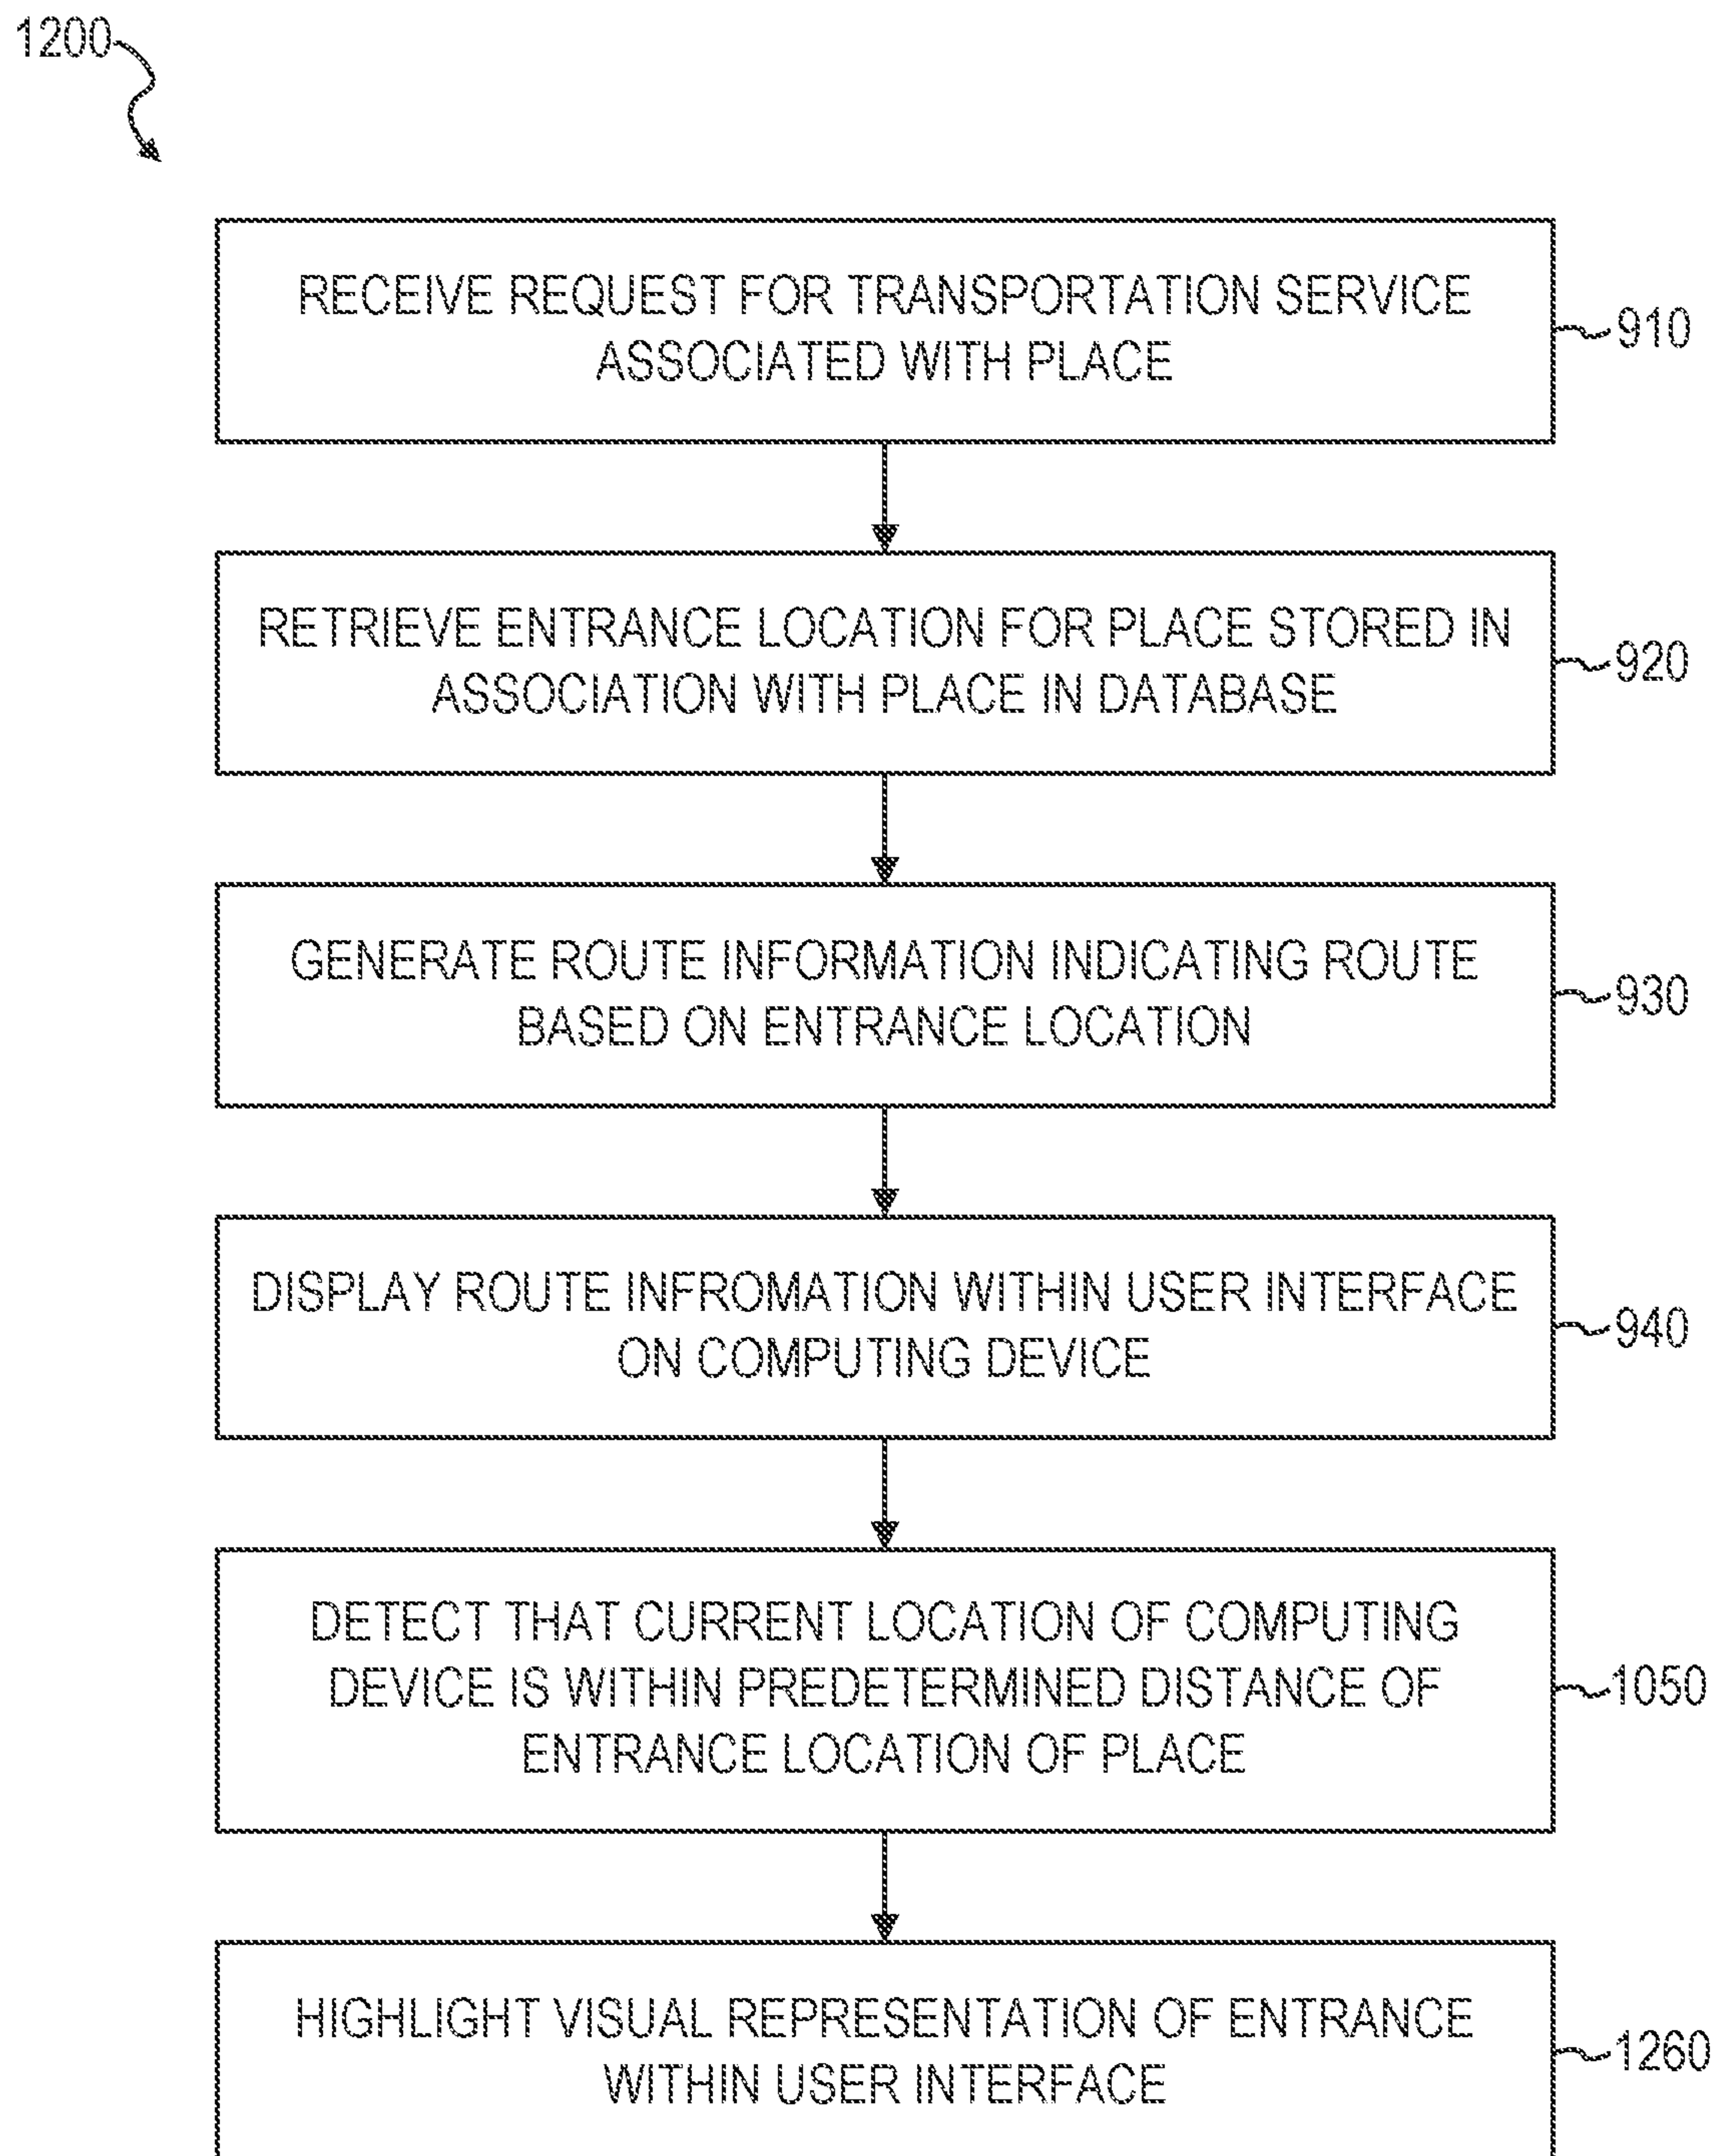 1200
RECEIVE REQUEST FOR TRANSPORTATION SERVICE
ASSOCIATED WITH PLACE
910
RETRIEVE ENTRANCE LOCATION FOR PLACE STORED IN
ASSOCIATION WITH PLACE IN DATABASE
920
GENERATE ROUTE INFORMATION INDICATING ROUTE
BASED ON ENTRANCE LOCATION
930
DISPLAY ROUTE INFROMATION WITHIN USER INTERFACE
ON COMPUTING DEVICE
940
DETECT THAT CURRENT LOCATION OF COMPUTING
DEVICE IS WITHIN PREDETERMINED DISTANCE OF
ENTRANCE LOCATION OF PLACE
1050
HIGHLIGHT VISUAL REPRESENTATION OF ENTRANCE
WITHIN USER INTERFACE
1260